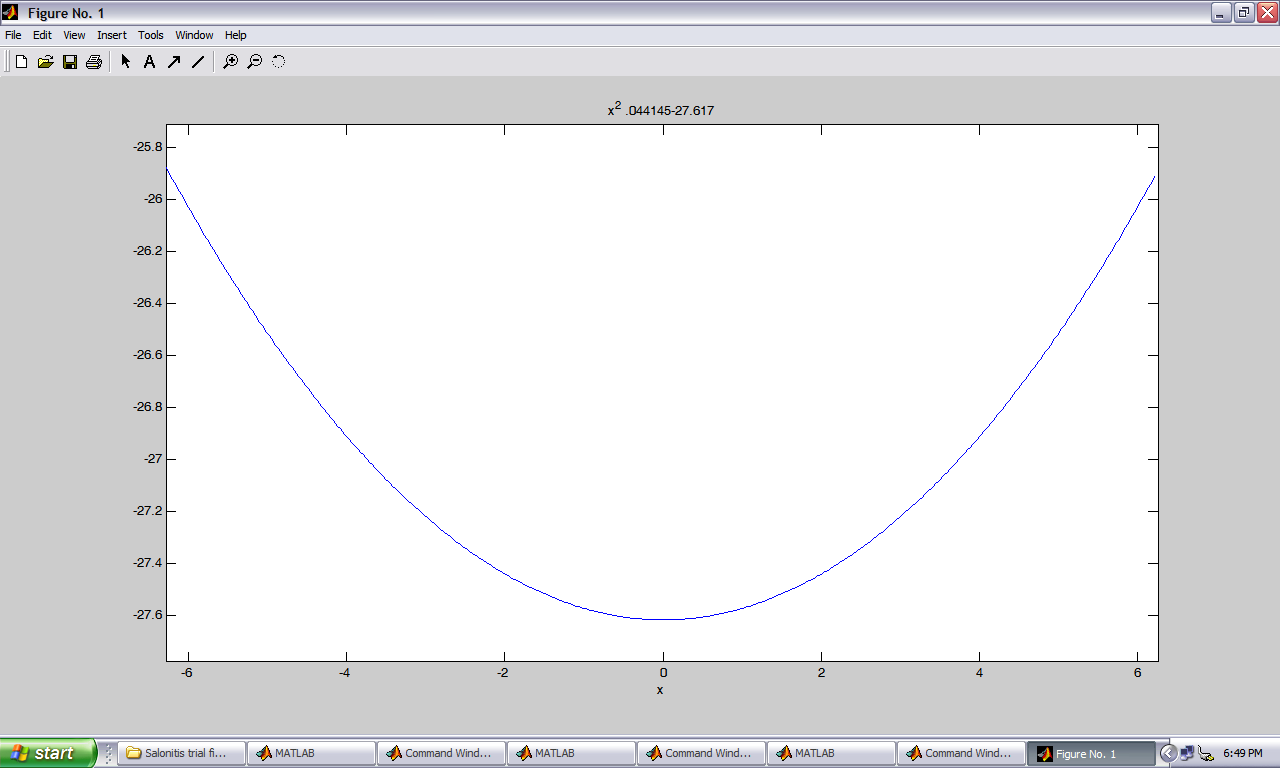 Figure No. 1
File Edit View Insert Tools Window Help
A
x2 .044145-27.617
-25.8
-26
-26.2
-26.4
-26.6
-26.8
-27
-27.2
-27.4
-27.6
-6 -4 -2 0 2 4 6
x
start Salonitis trial fi... MATLAB Command Wind... MATLAB Command Wind... MATLAB Command Wind... Figure No. 1 6:49 PM